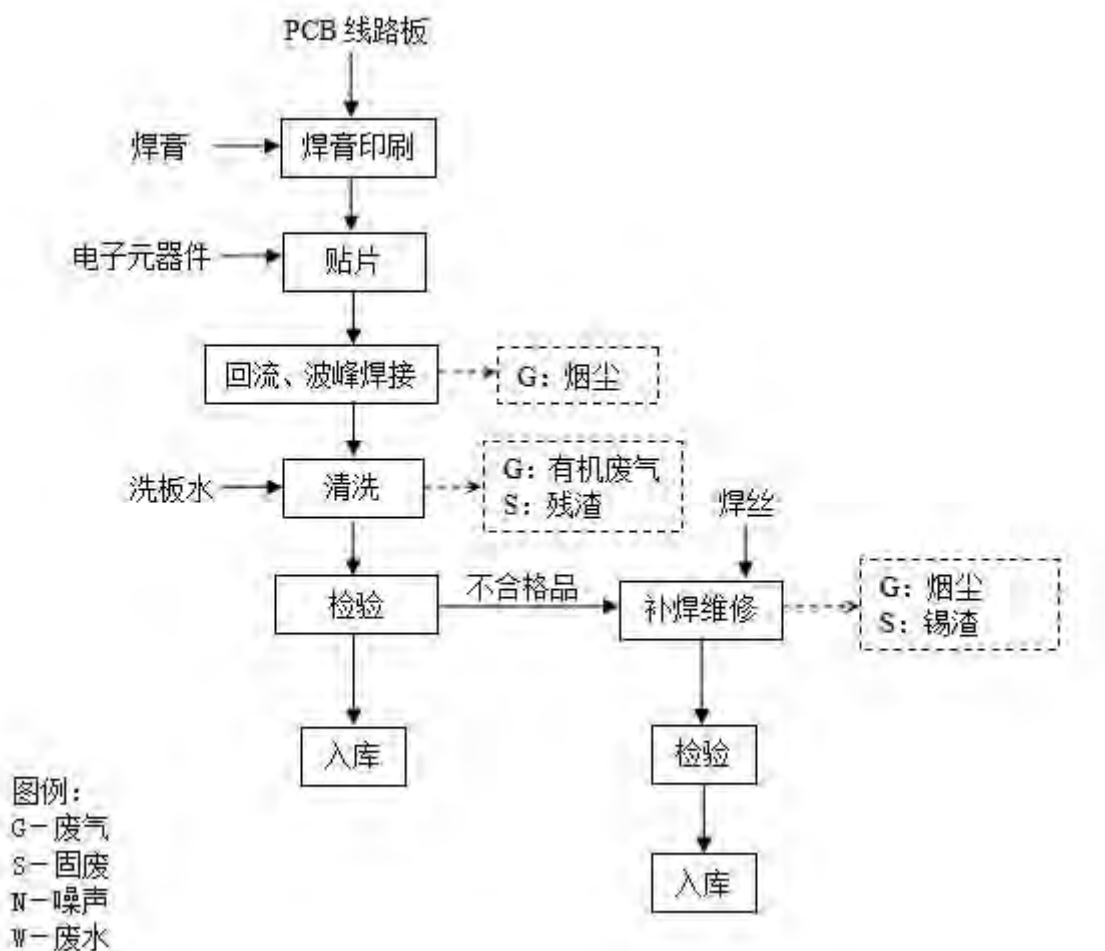 PCB 线路板
焊膏
焊膏印刷
电子元器件
贴片
回流、波峰焊接
G: 烟尘
洗板水
清洗
G: 有机废气
S: 残渣
焊丝
检验
不合格品
补焊维修
G: 烟尘
S: 锡渣
入库
检验
入库
图例:
G－废气
S－固废
N－噪声
W－废水